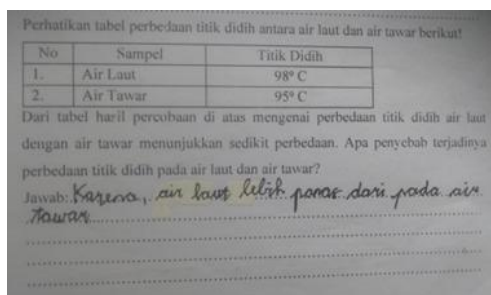 Perhatikan tabel perbedaan titik didih antara air laut dan air tawar berikut!
No Sampel Titik Didih
1. Air Laut 98° C
2. Air Tawar 95° C
Dari tabel hasil percobaan di atas mengenai perbedaan titik didih air laut
dengan air tawar menunjukkan sedikit perbedaan. Apa penyebab terjadinya
perbedaan titik didih pada air laut dan air tawar?
Jawab: Karena, air laut lebih panas dari pada air
tawar